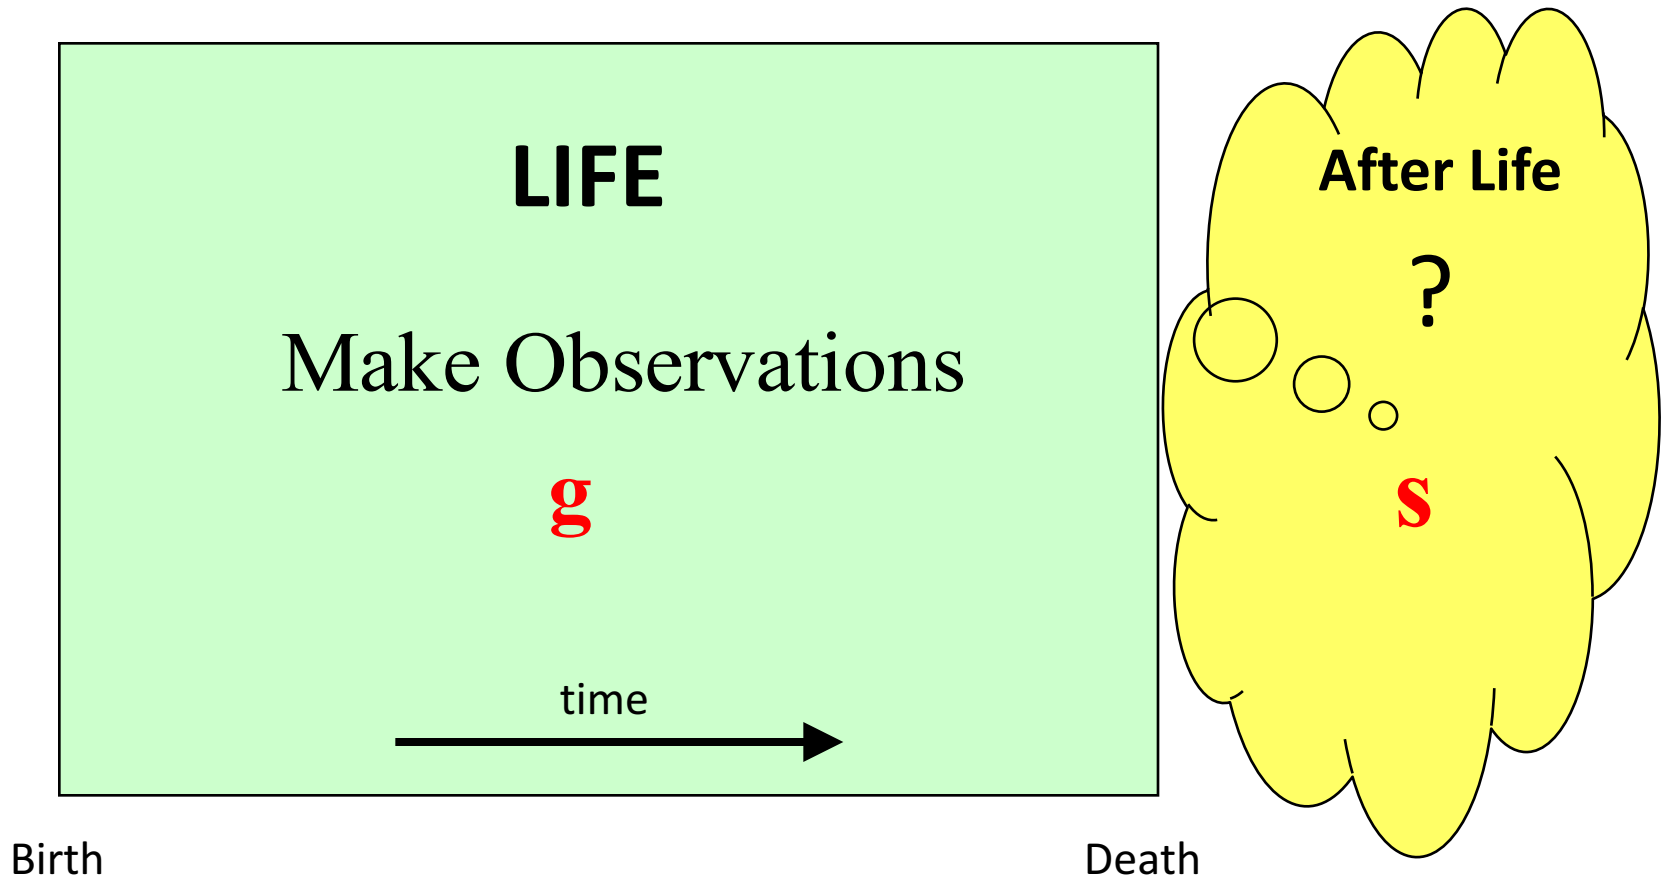 LIFE
After Life
?
Make Observations
g
s
time
Birth
Death